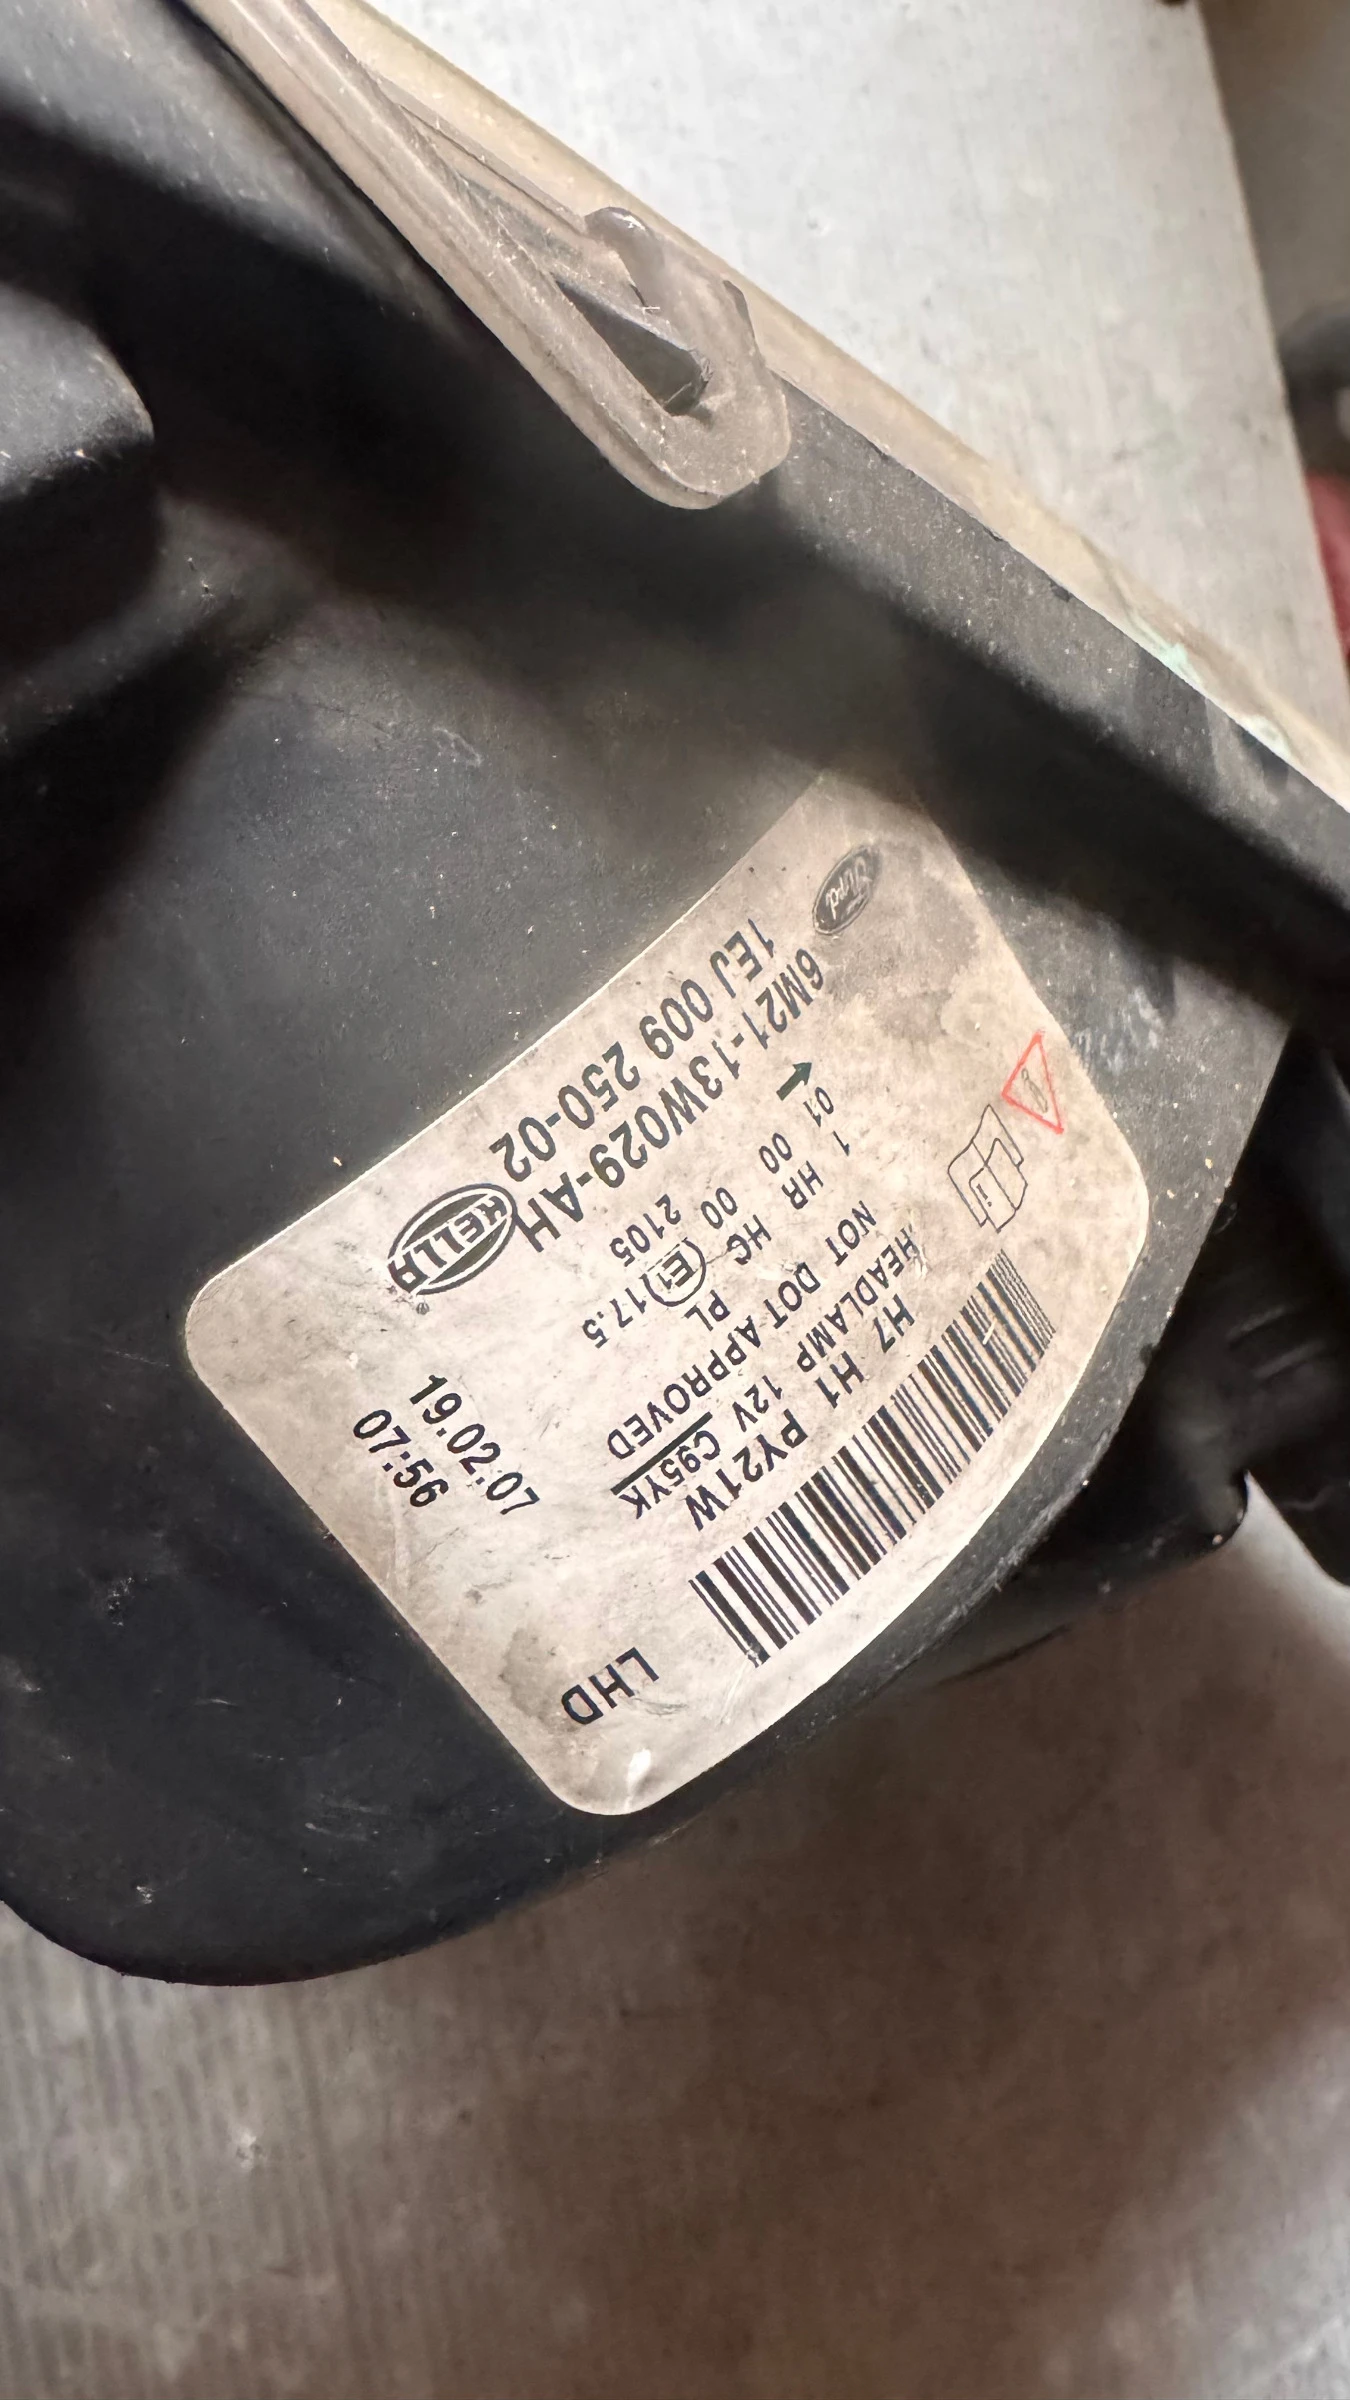 Ford
6M21-13W029-AH
1EJ 009 250-02
HELLA
®
01 1 HR HC PL
00 00 E1 17.5
2105
NOT DOT APPROVED
HEADLAMP 12V C95YK
H7 H1 PY21W
19.02.07
07:56
LHD